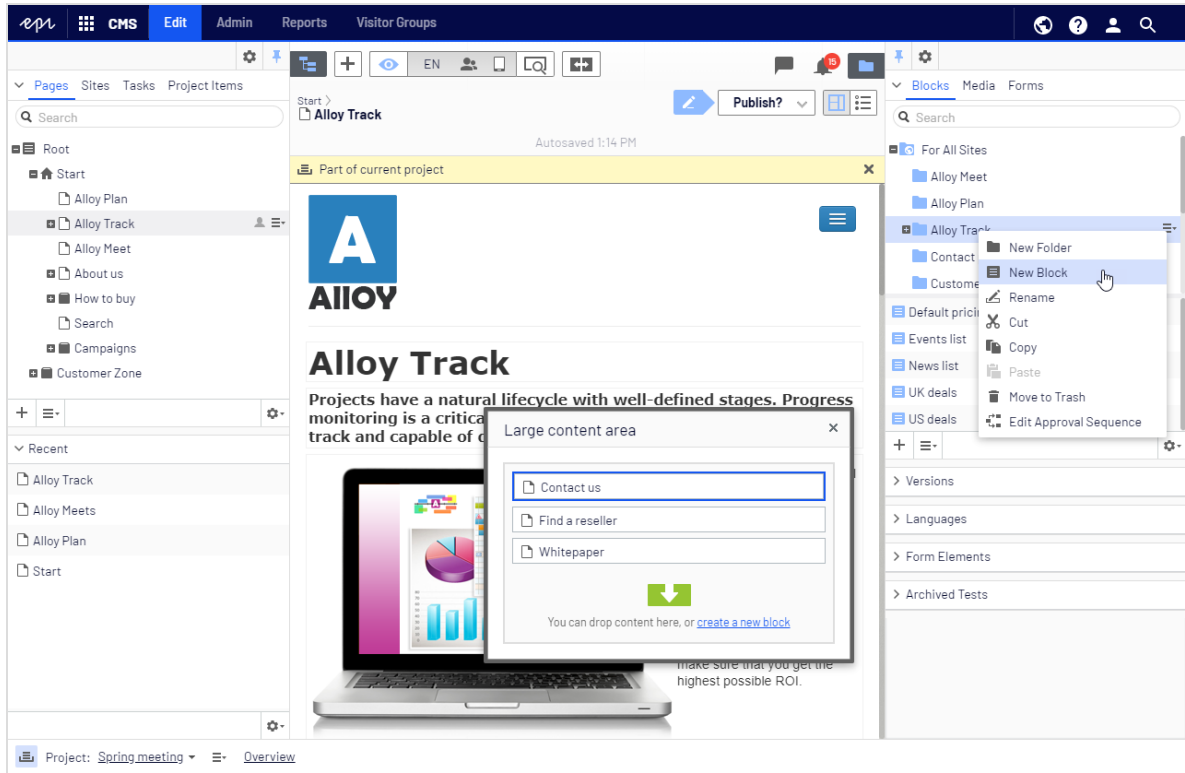 epi CMS Edit Admin Reports Visitor Groups
Pages Sites Tasks Project Items
Search
Root
Start
Alloy Plan
Alloy Track
Alloy Meet
About us
How to buy
Search
Campaigns
Customer Zone
Recent
Alloy Track
Alloy Meets
Alloy Plan
Start
EN
15
Start
Alloy Track
Publish?
Autosaved 1:14 PM
Part of current project
A
Alloy
Alloy Track
Projects have a natural lifecycle with well-defined stages. Progress
monitoring is a critica
track and capable of
Large content area
Contact us
Find a reseller
Whitepaper
You can drop content here, or create a new block
make sure that you get the
highest possible ROI.
Blocks Media Forms
Search
For All Sites
Alloy Meet
Alloy Plan
Alloy Track
Contact
Custome
Default prici
Events list
News list
UK deals
US deals
New Folder
New Block
Rename
Cut
Copy
Paste
Move to Trash
Edit Approval Sequence
Versions
Languages
Form Elements
Archived Tests
Project: Spring meeting Overview